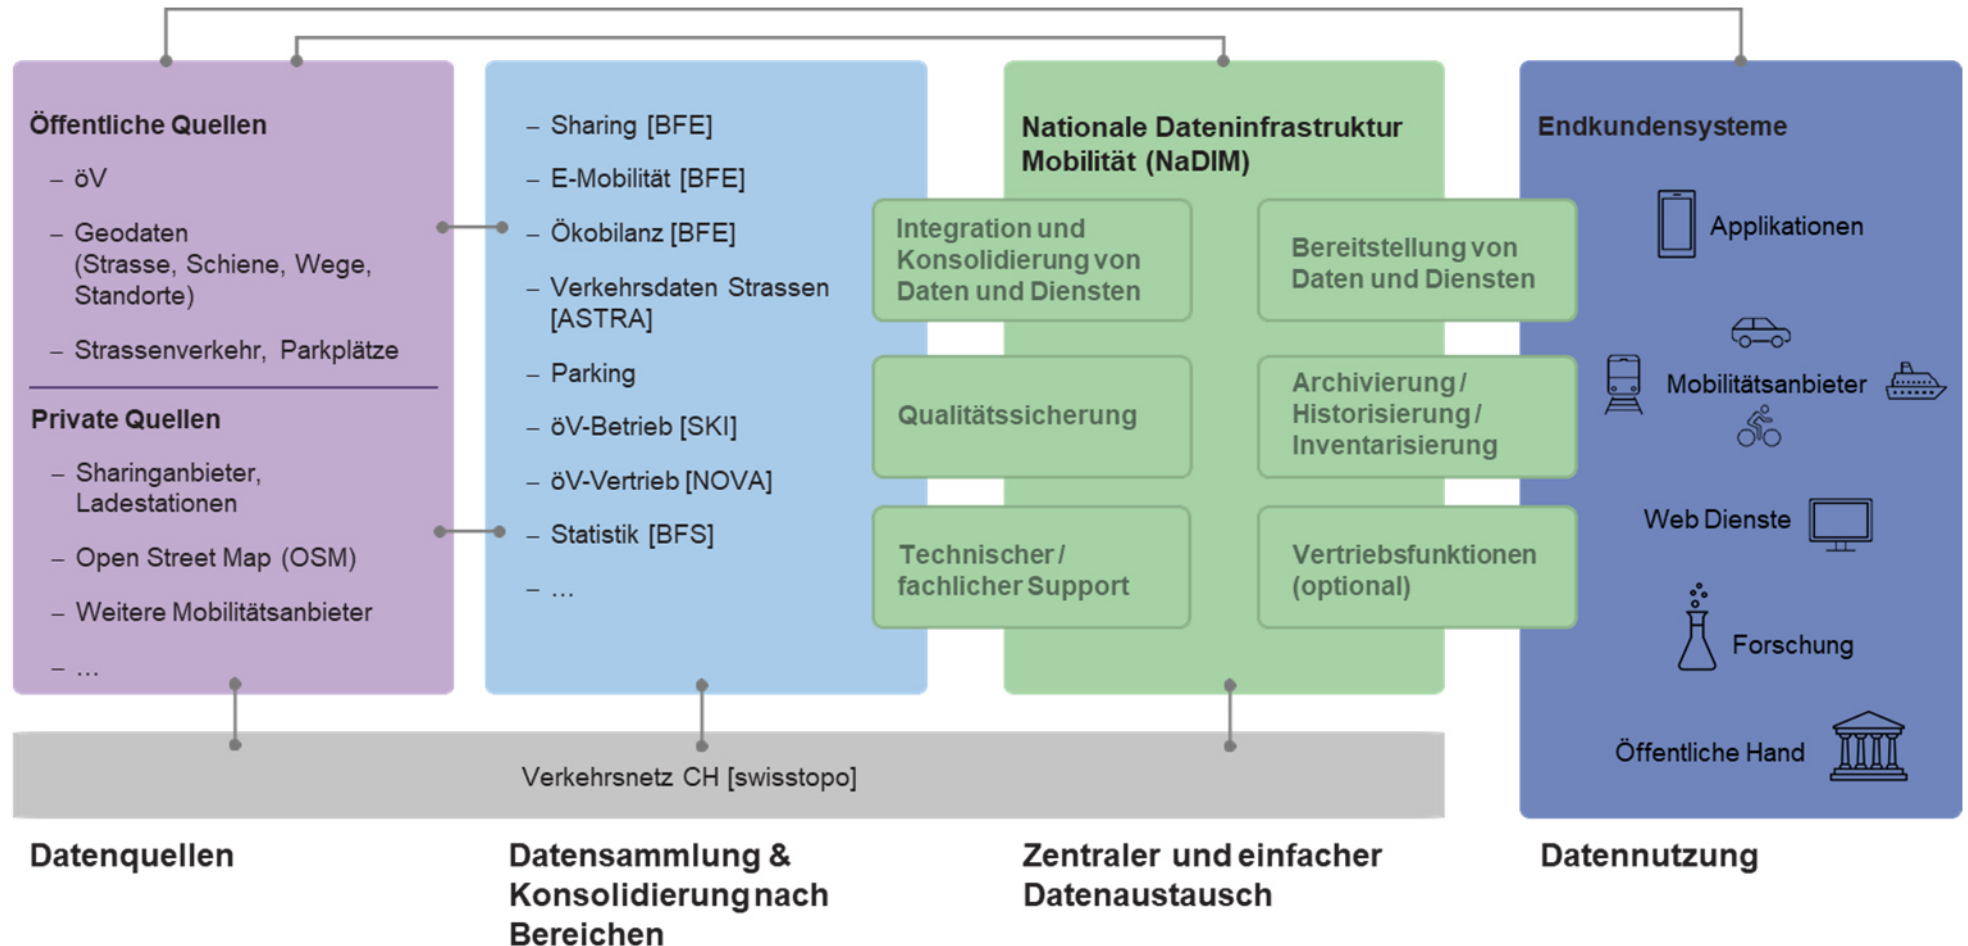 Öffentliche Quellen
– öV
– Geodaten
(Strasse, Schiene, Wege,
Standorte)
– Strassenverkehr, Parkplätze
Private Quellen
– Sharinganbieter,
Ladestationen
– Open Street Map (OSM)
– Weitere Mobilitätsanbieter
– ...
– Sharing [BFE]
– E-Mobilität [BFE]
– Ökobilanz [BFE]
– Verkehrsdaten Strassen
[ASTRA]
– Parking
– öV-Betrieb [SKI]
– öV-Vertrieb [NOVA]
– Statistik [BFS]
– ...
Nationale Dateninfrastruktur
Mobilität (NaDIM)
Integration und
Konsolidierung von
Daten und Diensten
Bereitstellung von
Daten und Diensten
Qualitätssicherung
Archivierung /
Historisierung /
Inventarisierung
Technischer /
fachlicher Support
Vertriebsfunktionen
(optional)
Endkundensysteme
Applikationen
Mobilitätsanbieter
Web Dienste
Forschung
Öffentliche Hand
Verkehrsnetz CH [swisstopo]
Datenquellen
Datensammlung &
Konsolidierung nach
Bereichen
Zentraler und einfacher
Datenaustausch
Datennutzung